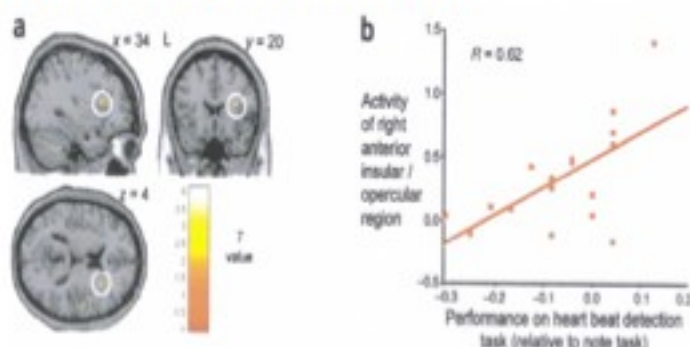 a
x = 34
L
y = 20
z = 4
T
value
b
R = 0.62
Activity
of right
anterior
insular /
opercular
region
1.5
1.0
0.5
0.0
–0.5
–0.3
–0.2
–0.1
0.0
0.1
0.2
Performance on heart beat detection
task (relative to note task)